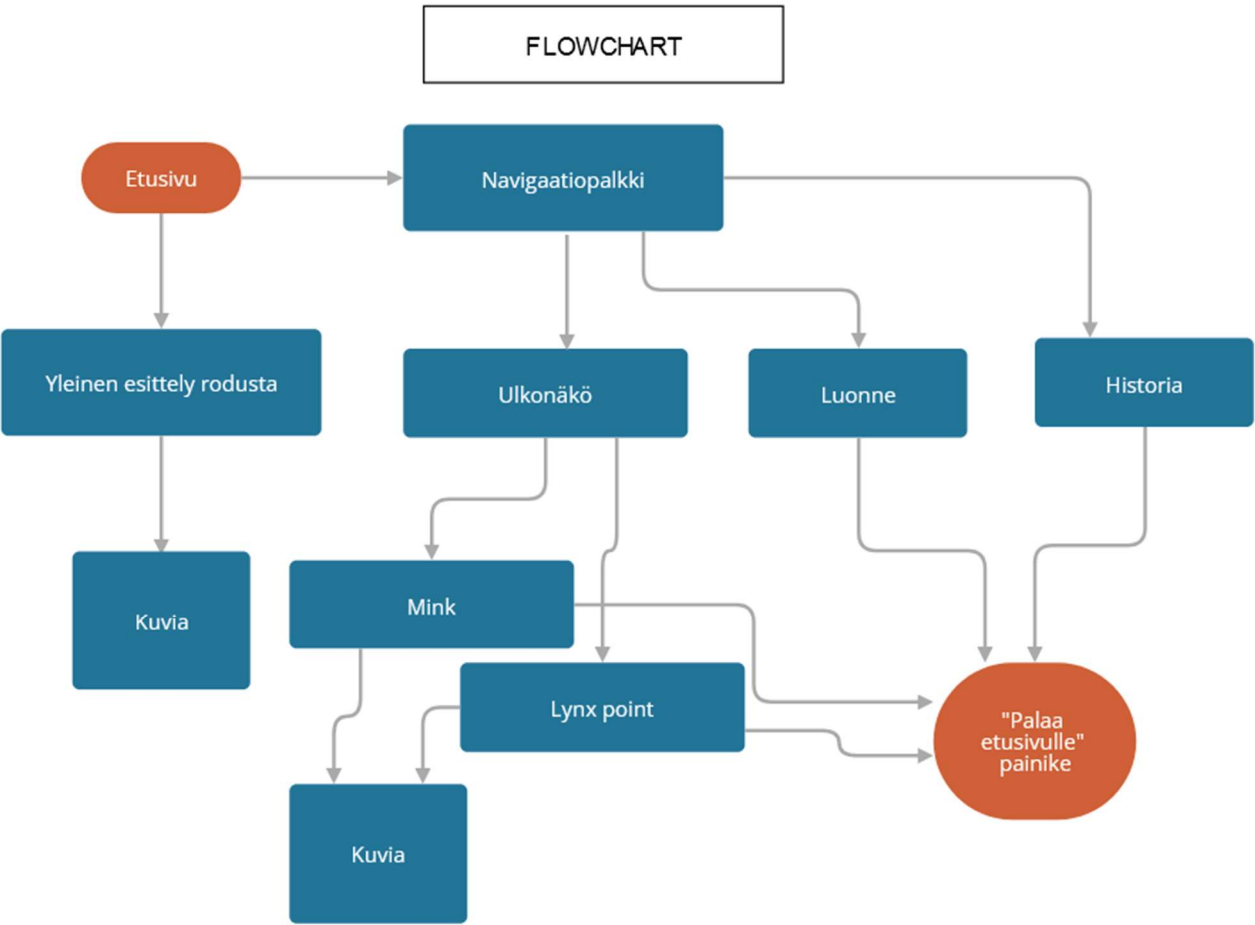 FLOWCHART
Etusivu
Navigaatiopalkki
Yleinen esittely rodusta
Ulkonäkö
Luonne
Historia
Kuvia
Mink
Lynx point
"Palaa
etusivulle"
painike
Kuvia